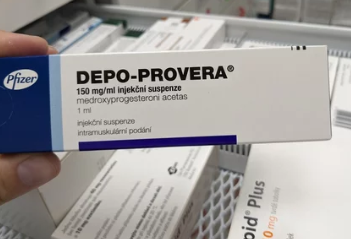 Pfizer
DEPO-PROVERA®
150 mg/ml injekční suspenze
medroxyprogesteroni acetas
1 ml
injekční suspenze
intramuskulární podání
Plus